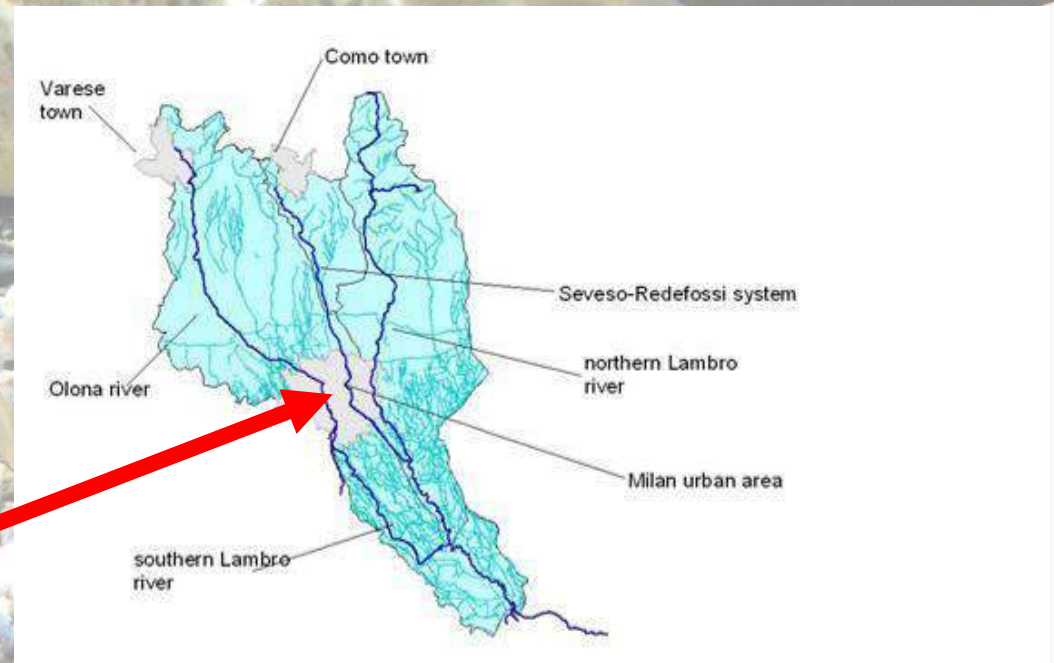 Como town
Varese
town
Seveso-Redefossi system
northern Lambro
river
Olona river
Milan urban area
southern Lambro
river